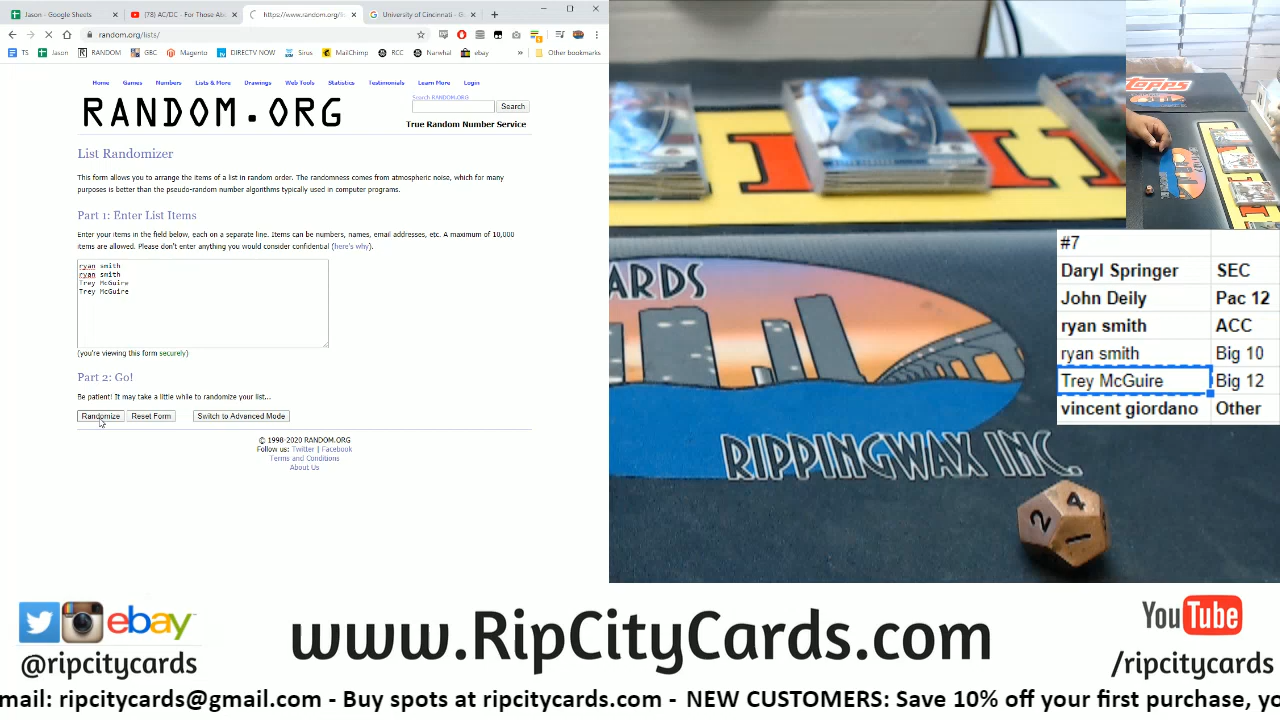 Jason - Google Sheets
(78) AC/DC - For Those Abo
https://www.random.org/lis
University of Cincinnati - G
random.org/lists/
TS
Jason
RANDOM
GBC
Magento
DIRECTV NOW
Sirus
MailChimp
RCC
Narwhal
ebay
»
Other bookmarks
Home
Games
Numbers
Lists & More
Drawings
Web Tools
Statistics
Testimonials
Learn More
Login
RANDOM.ORG
Search RANDOM.ORG
Search
True Random Number Service
List Randomizer
This form allows you to arrange the items of a list in random order. The randomness comes from atmospheric noise, which for many
purposes is better than the pseudo-random number algorithms typically used in computer programs.
Part 1: Enter List Items
Enter your items in the field below, each on a separate line. Items can be numbers, names, email addresses, etc. A maximum of 10,000
items are allowed. Please don't enter anything you would consider confidential (here's why).
ryan smith
ryan smith
Trey McGuire
Trey McGuire
(you're viewing this form securely)
Part 2: Go!
Be patient! It may take a little while to randomize your list...
Randomize
Reset Form
Switch to Advanced Mode
© 1998-2020 RANDOM.ORG
Follow us: Twitter | Facebook
Terms and Conditions
About Us
topps
ARDS
RIPPINGWAX INC.
2
4
1
#7
Daryl Springer SEC
John Deily Pac 12
ryan smith ACC
ryan smith Big 10
Trey McGuire Big 12
vincent giordano Other
ebay
@ripcitycards
www.RipCityCards.com
YouTube
/ripcitycards
mail: ripcitycards@gmail.com - Buy spots at ripcitycards.com - NEW CUSTOMERS: Save 10% off your first purchase, yo